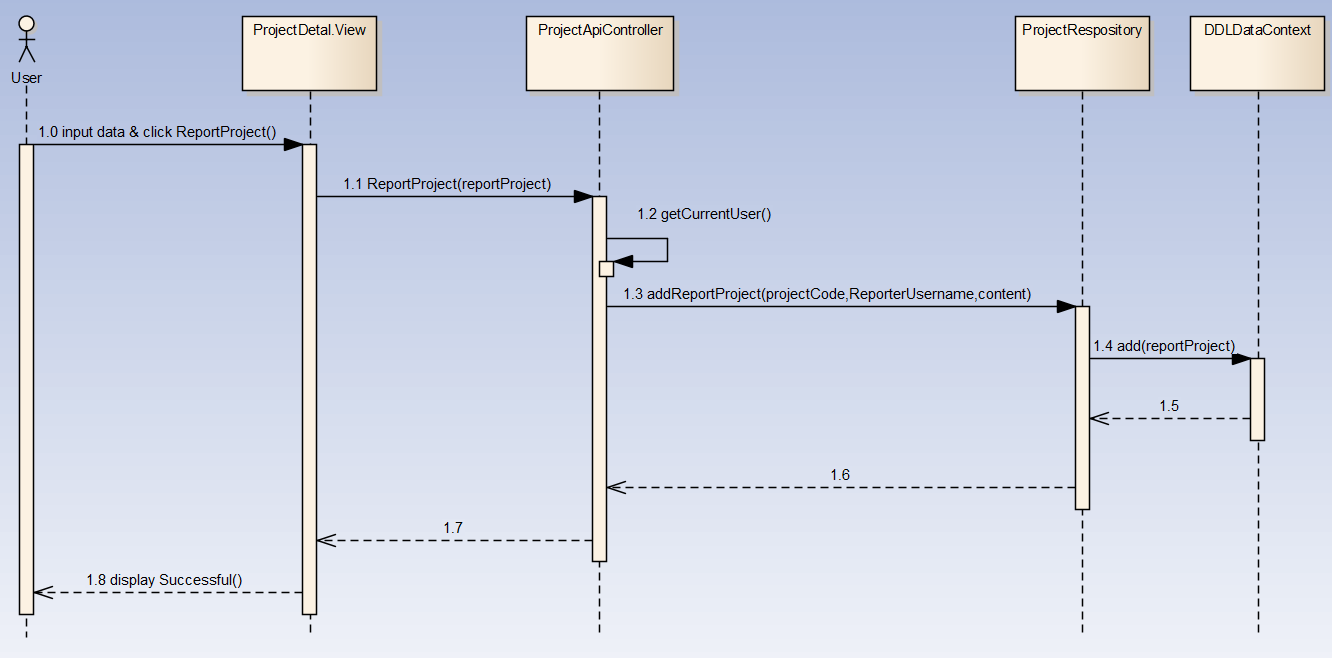 User
ProjectDetal.View
ProjectApiController
ProjectRespository
DDLDataContext
1.0 input data & click ReportProject()
1.1 ReportProject(reportProject)
1.2 getCurrentUser()
1.3 addReportProject(projectCode,ReporterUsername,content)
1.4 add(reportProject)
1.5
1.6
1.7
1.8 display Successful()